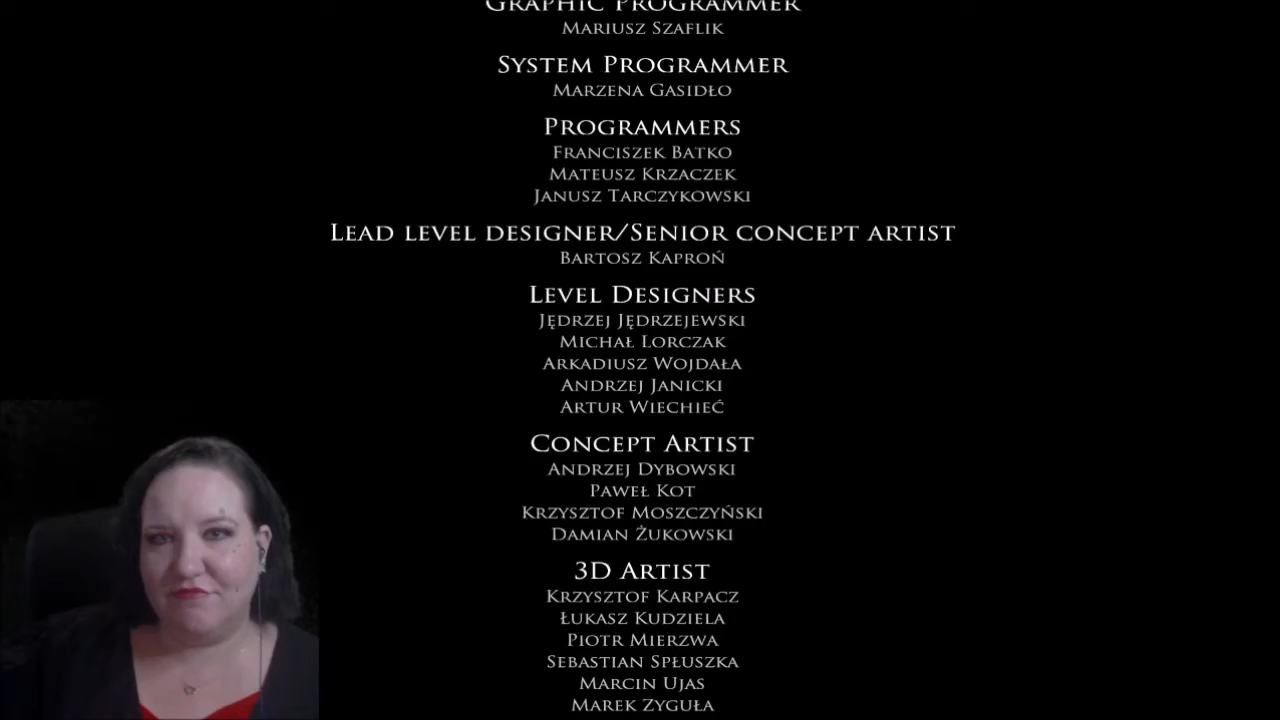 Graphic Programmer
Mariusz Szaflik
System Programmer
Marzena Gasidło
Programmers
Franciszek Batko
Mateusz Krzaczek
Janusz Tarczykowski
Lead level designer/Senior concept artist
Bartosz Kaproń
Level Designers
Jędrzej Jędrzejewski
Michał Lorczak
Arkadiusz Wojdała
Andrzej Janicki
Artur Wiechieć
Concept Artist
Andrzej Dybowski
Paweł Kot
Krzysztof Moszczyński
Damian Żukowski
3D Artist
Krzysztof Karpacz
Łukasz Kudziela
Piotr Mierzwa
Sebastian Spłuszka
Marcin Ujas
Marek Zyguła